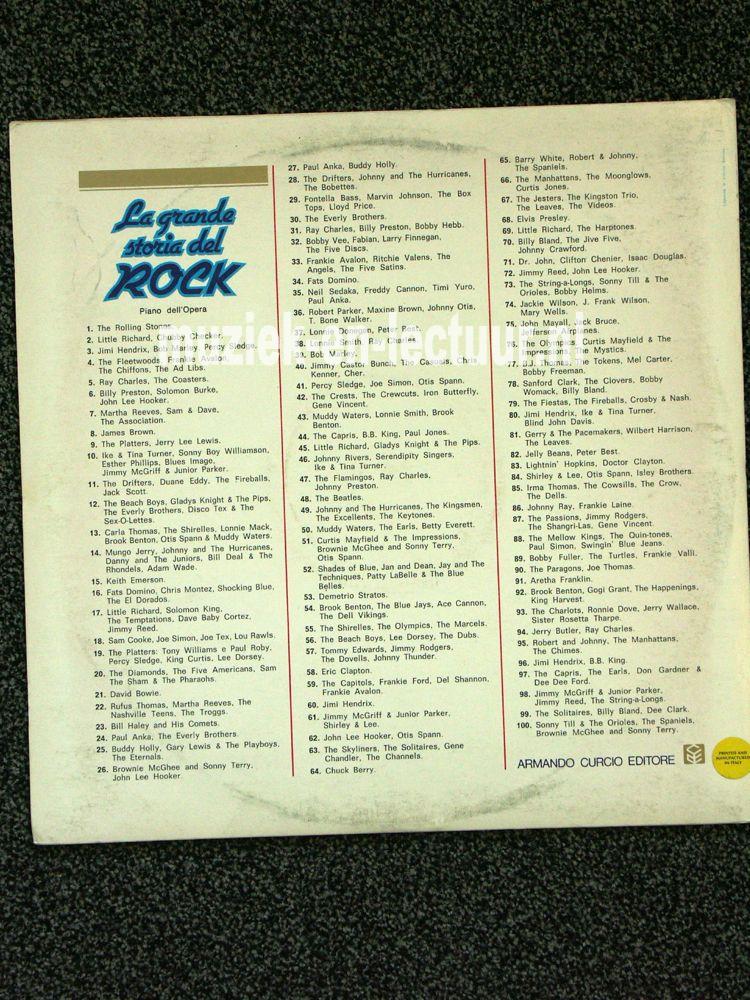 La grande
storia del
ROCK
Piano dell'Opera
1. The Rolling Stones.
2. Little Richard, Chubby Checker.
3. Jimi Hendrix, Bob Marley, Percy Sledge.
4. The Fleetwoods, Frankie Avalon,
The Chiffons, The Ad Libs.
5. Ray Charles, The Coasters.
6. Billy Preston, Solomon Burke,
John Lee Hooker.
7. Martha Reeves, Sam & Dave,
The Association.
8. James Brown.
9. The Platters, Jerry Lee Lewis.
10. Ike & Tina Turner, Sonny Boy Williamson,
Esther Phillips, Blues Image,
Jimmy McGriff & Junior Parker.
11. The Drifters, Duane Eddy, The Fireballs,
Jack Scott.
12. The Beach Boys, Gladys Knight & The Pips,
The Everly Brothers, Disco Tex & The
Sex-O-Lettes.
13. Carla Thomas, The Shirelles, Lonnie Mack,
Brook Benton, Otis Spann & Muddy Waters.
14. Mungo Jerry, Johnny and The Hurricanes,
Danny and The Juniors, Bill Deal & The
Rhondels, Adam Wade.
15. Keith Emerson.
16. Fats Domino, Chris Montez, Shocking Blue,
The El Dorados.
17. Little Richard, Solomon King,
The Temptations, Dave Baby Cortez,
Jimmy Reed.
18. Sam Cooke, Joe Simon, Joe Tex, Lou Rawls.
19. The Platters: Tony Williams e Paul Roby,
Percy Sledge, King Curtis, Lee Dorsey.
20. The Diamonds, The Five Americans, Sam
The Sham & The Pharaohs.
21. David Bowie.
22. Rufus Thomas, Martha Reeves, The
Nashville Teens, The Troggs.
23. Bill Haley and His Comets.
24. Paul Anka, The Everly Brothers.
25. Buddy Holly, Gary Lewis & The Playboys,
The Eternals.
26. Brownie McGhee and Sonny Terry,
John Lee Hooker.
27. Paul Anka, Buddy Holly.
28. The Drifters, Johnny and The Hurricanes,
The Bobettes.
29. Fontella Bass, Marvin Johnson, The Box
Tops, Lloyd Price.
30. The Everly Brothers.
31. Ray Charles, Billy Preston, Bobby Hebb.
32. Bobby Vee, Fabian, Larry Finnegan,
The Five Discs.
33. Frankie Avalon, Ritchie Valens, The
Angels, The Five Satins.
34. Fats Domino.
35. Neil Sedaka, Freddy Cannon, Timi Yuro,
Paul Anka.
36. Robert Parker, Maxine Brown, Johnny Otis,
T. Bone Walker.
37. Lonnie Donegan, Peter Best.
38. Lonnie Smith, Ray Charles.
39. Bob Marley.
40. Jimmy Castor Bunch, The Casuals, Chris
Kenner, Cher.
41. Percy Sledge, Joe Simon, Otis Spann.
42. The Crests, The Crewcuts, Iron Butterfly,
Gene Vincent.
43. Muddy Waters, Lonnie Smith, Brook
Benton.
44. The Capris, B.B. King, Paul Jones.
45. Little Richard, Gladys Knight & The Pips.
46. Johnny Rivers, Serendipity Singers,
Ike & Tina Turner.
47. The Flamingos, Ray Charles,
Johnny Preston.
48. The Beatles.
49. Johnny and The Hurricanes, The Kingsmen,
The Excellents, The Keytones.
50. Muddy Waters, The Earls, Betty Everett.
51. Curtis Mayfield & The Impressions,
Brownie McGhee and Sonny Terry,
Otis Spann.
52. Shades of Blue, Jan and Dean, Jay and The
Techniques, Patty LaBelle & The Blue
Belles.
53. Demetrio Stratos.
54. Brook Benton, The Blue Jays, Ace Cannon,
The Dell Vikings.
55. The Shirelles, The Olympics, The Marcels.
56. The Beach Boys, Lee Dorsey, The Dubs.
57. Tommy Edwards, Jimmy Rodgers,
The Dovells, Johnny Thunder.
58. Eric Clapton.
59. The Capitols, Frankie Ford, Del Shannon,
Frankie Avalon.
60. Jimi Hendrix.
61. Jimmy McGriff & Junior Parker,
Shirley & Lee.
62. John Lee Hooker, Otis Spann.
63. The Skyliners, The Solitaires, Gene
Chandler, The Channels.
64. Chuck Berry.
65. Barry White, Robert & Johnny,
The Spaniels.
66. The Manhattans, The Moonglows,
Curtis Jones.
67. The Jesters, The Kingston Trio,
The Leaves, The Videos.
68. Elvis Presley.
69. Little Richard, The Harptones.
70. Billy Bland, The Jive Five,
Johnny Crawford.
71. Dr. John, Clifton Chenier, Isaac Douglas.
72. Jimmy Reed, John Lee Hooker.
73. The String-a-Longs, Sonny Till & The
Orioles, Bobby Helms.
74. Jackie Wilson, J. Frank Wilson,
Mary Wells.
75. John Mayall, Jack Bruce,
Jefferson Airplanes.
76. The Olympics, Curtis Mayfield & The
Impressions, The Mystics.
77. B.J. Thomas, The Tokens, Mel Carter,
Bobby Freeman.
78. Sanford Clark, The Clovers, Bobby
Womack, Billy Bland.
79. The Fiestas, The Fireballs, Crosby & Nash.
80. Jimi Hendrix, Ike & Tina Turner,
Blind John Davis.
81. Gerry & The Pacemakers, Wilbert Harrison,
The Leaves.
82. Jelly Beans, Peter Best.
83. Lightnin' Hopkins, Doctor Clayton.
84. Shirley & Lee, Otis Spann, Isley Brothers.
85. Irma Thomas, The Cowsills, The Crow,
The Dells.
86. Johnny Ray, Frankie Laine.
87. The Passions, Jimmy Rodgers,
The Shangri-Las, Gene Vincent.
88. The Mellow Kings, The Quin-tones,
Paul Simon, Swingin' Blue Jeans.
89. Bobby Fuller, The Turtles, Frankie Valli.
90. The Paragons, Joe Thomas.
91. Aretha Franklin.
92. Brook Benton, Gogi Grant, The Happenings,
King Harvest.
93. The Charlots, Ronnie Dove, Jerry Wallace,
Sister Rosetta Tharpe.
94. Jerry Butler, Ray Charles.
95. Robert and Johnny, The Manhattans,
The Chimes.
96. Jimi Hendrix, B.B. King.
97. The Capris, The Earls, Don Gardner &
Dee Dee Ford.
98. Jimmy McGriff & Junior Parker,
Jimmy Reed, The String-a-Longs.
99. The Solitaires, Billy Bland, Dee Clark.
100. Sonny Till & The Orioles, The Spaniels,
Brownie McGhee and Sonny Terry.
ARMANDO CURCIO EDITORE
PRINTED AND
MANUFACTURED
IN ITALY